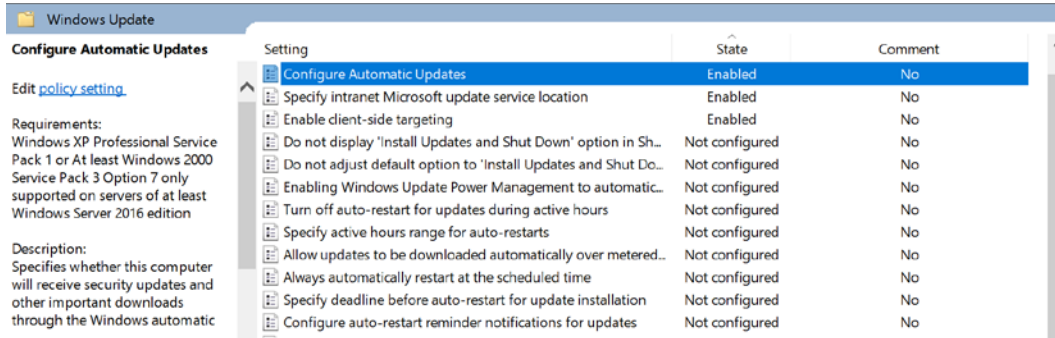 Windows Update
Configure Automatic Updates
Edit policy setting
Requirements:
Windows XP Professional Service
Pack 1 or At least Windows 2000
Service Pack 3 Option 7 only
supported on servers of at least
Windows Server 2016 edition
Description:
Specifies whether this computer
will receive security updates and
other important downloads
through the Windows automatic
Setting State Comment
Configure Automatic Updates Enabled No
Specify intranet Microsoft update service location Enabled No
Enable client-side targeting Enabled No
Do not display 'Install Updates and Shut Down' option in Sh... Not configured No
Do not adjust default option to 'Install Updates and Shut Do... Not configured No
Enabling Windows Update Power Management to automatic... Not configured No
Turn off auto-restart for updates during active hours Not configured No
Specify active hours range for auto-restarts Not configured No
Allow updates to be downloaded automatically over metered... Not configured No
Always automatically restart at the scheduled time Not configured No
Specify deadline before auto-restart for update installation Not configured No
Configure auto-restart reminder notifications for updates Not configured No